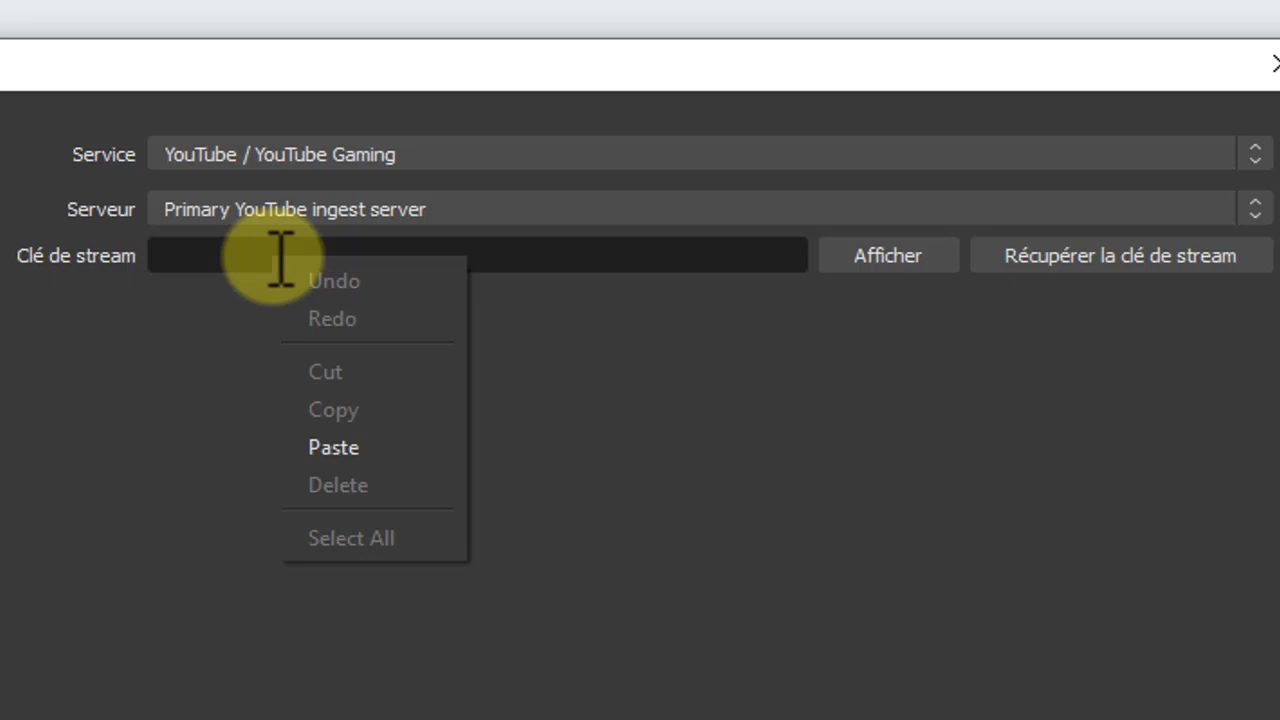 Service YouTube / YouTube Gaming
Serveur Primary YouTube ingest server
Clé de stream Afficher Récupérer la clé de stream
Undo
Redo
Cut
Copy
Paste
Delete
Select All